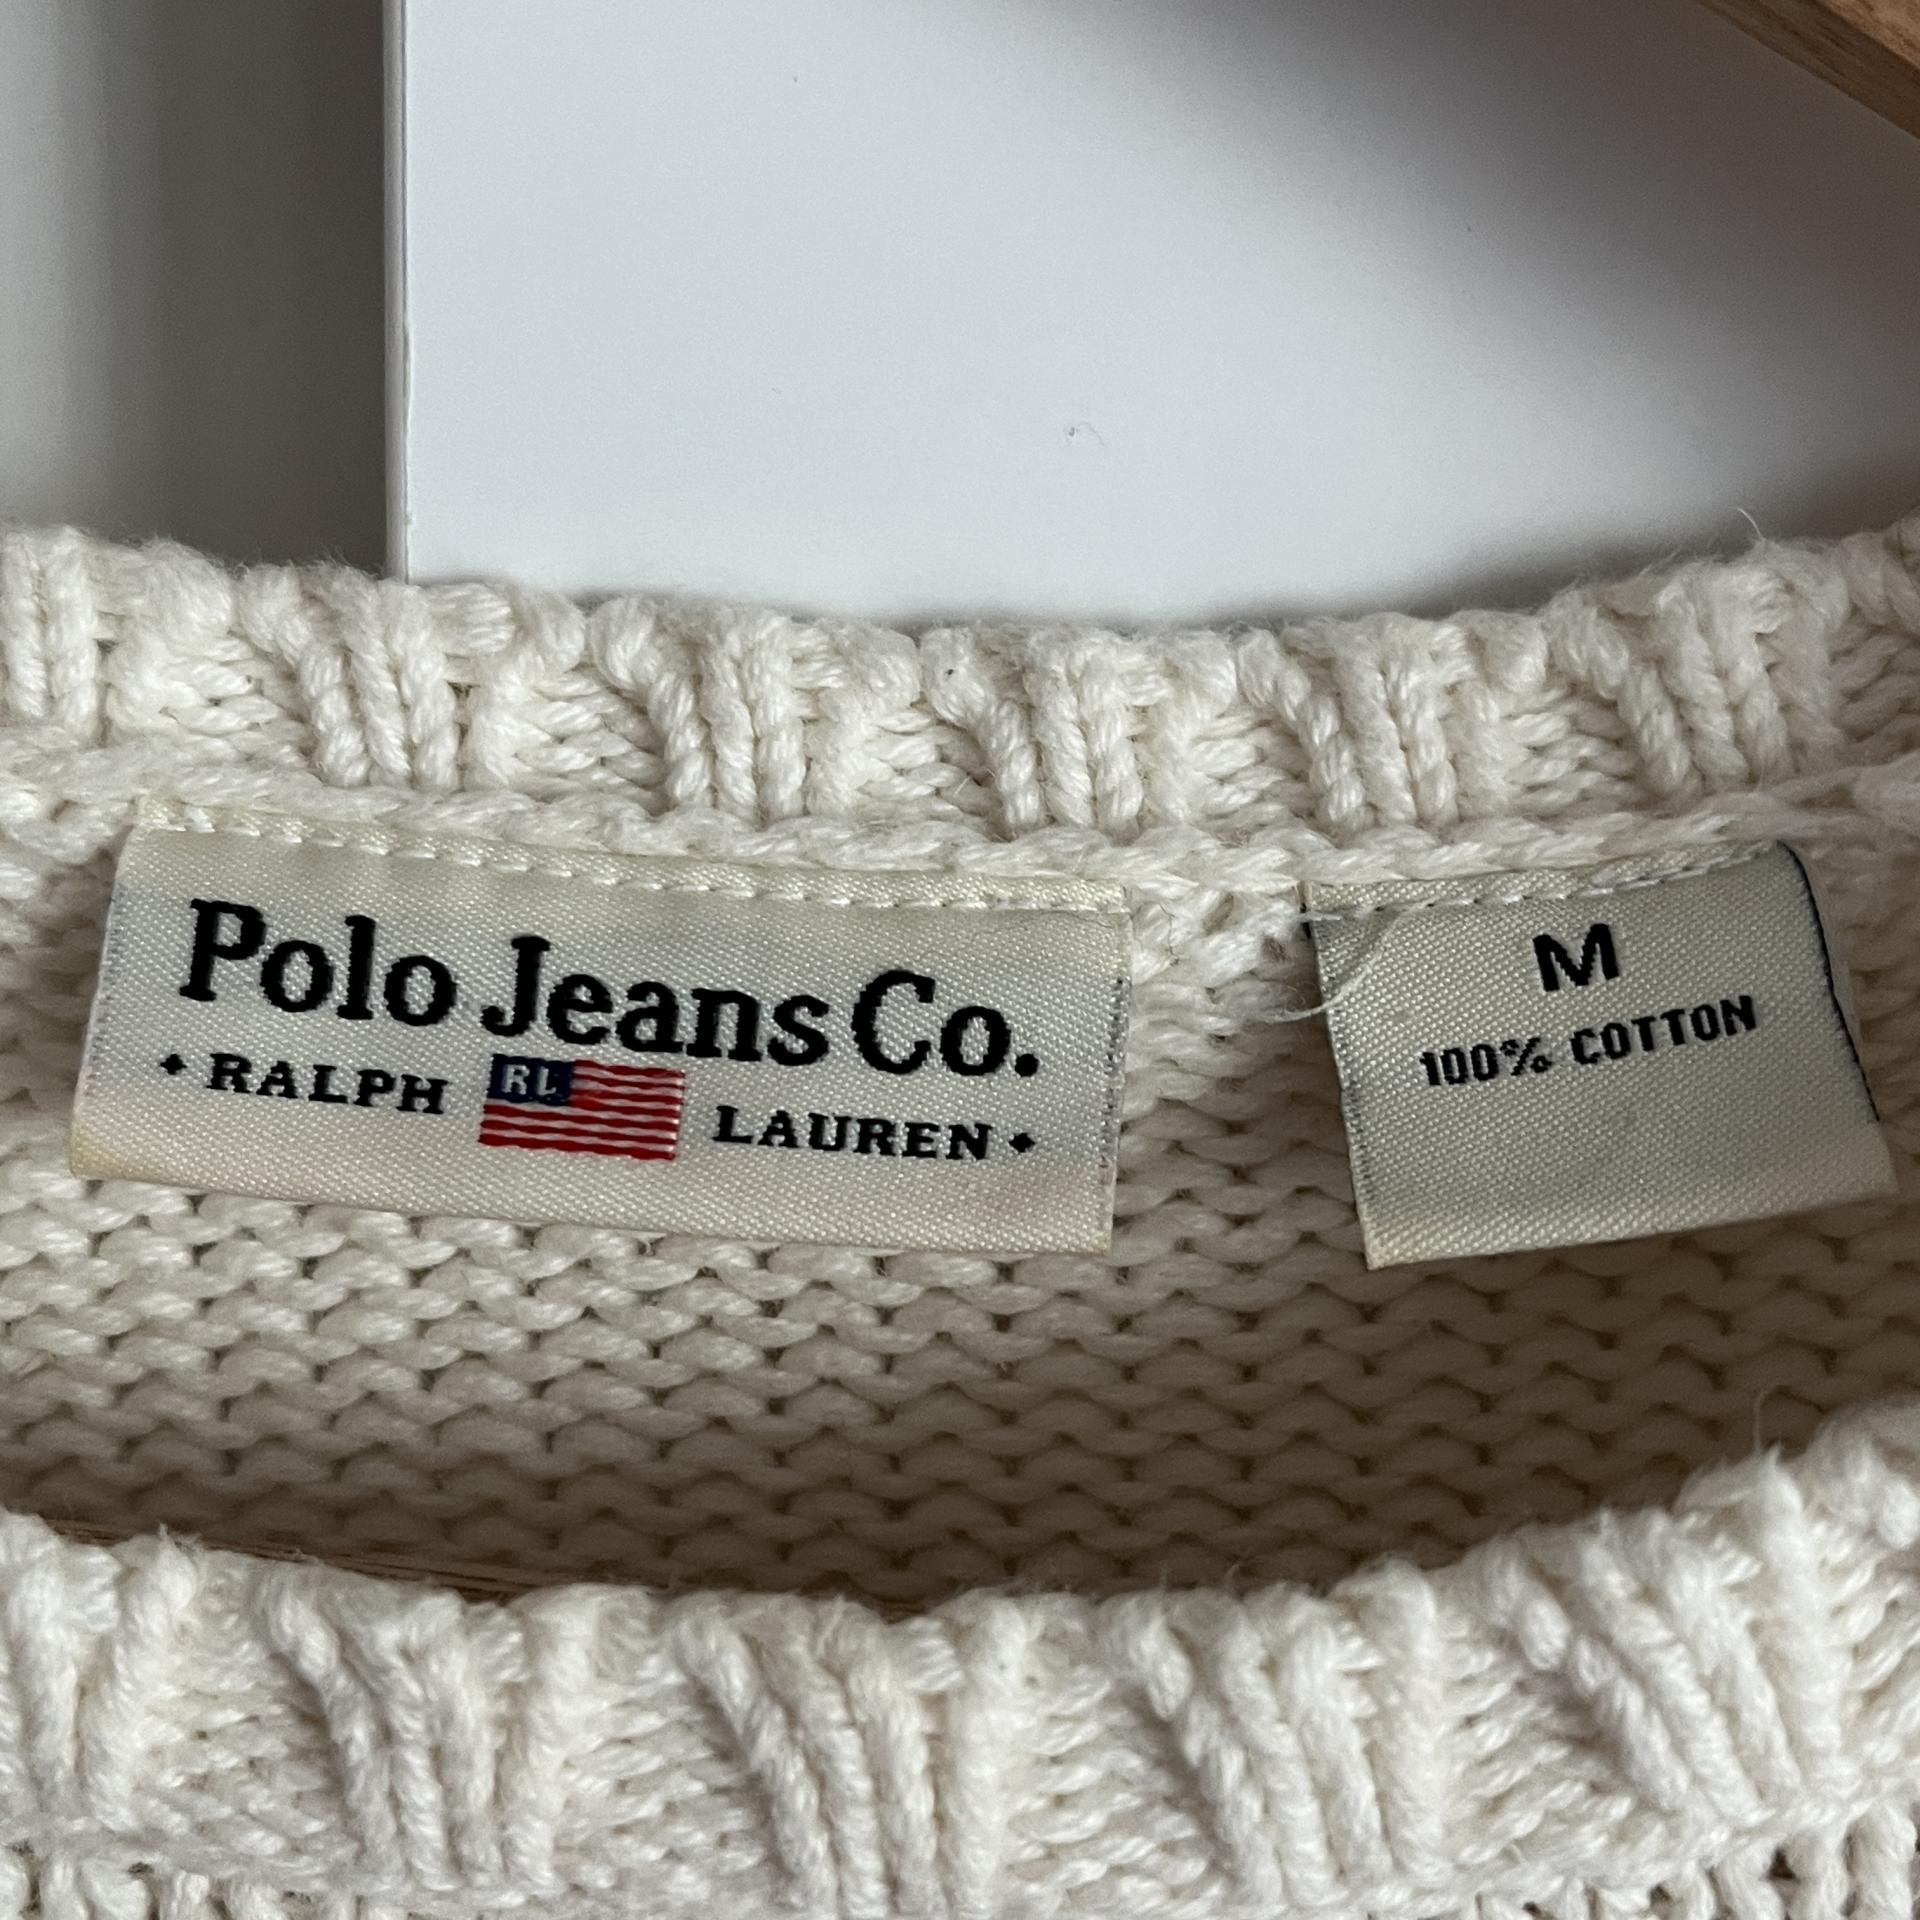 Polo Jeans Co.
RALPH RL LAUREN
M
100% COTTON